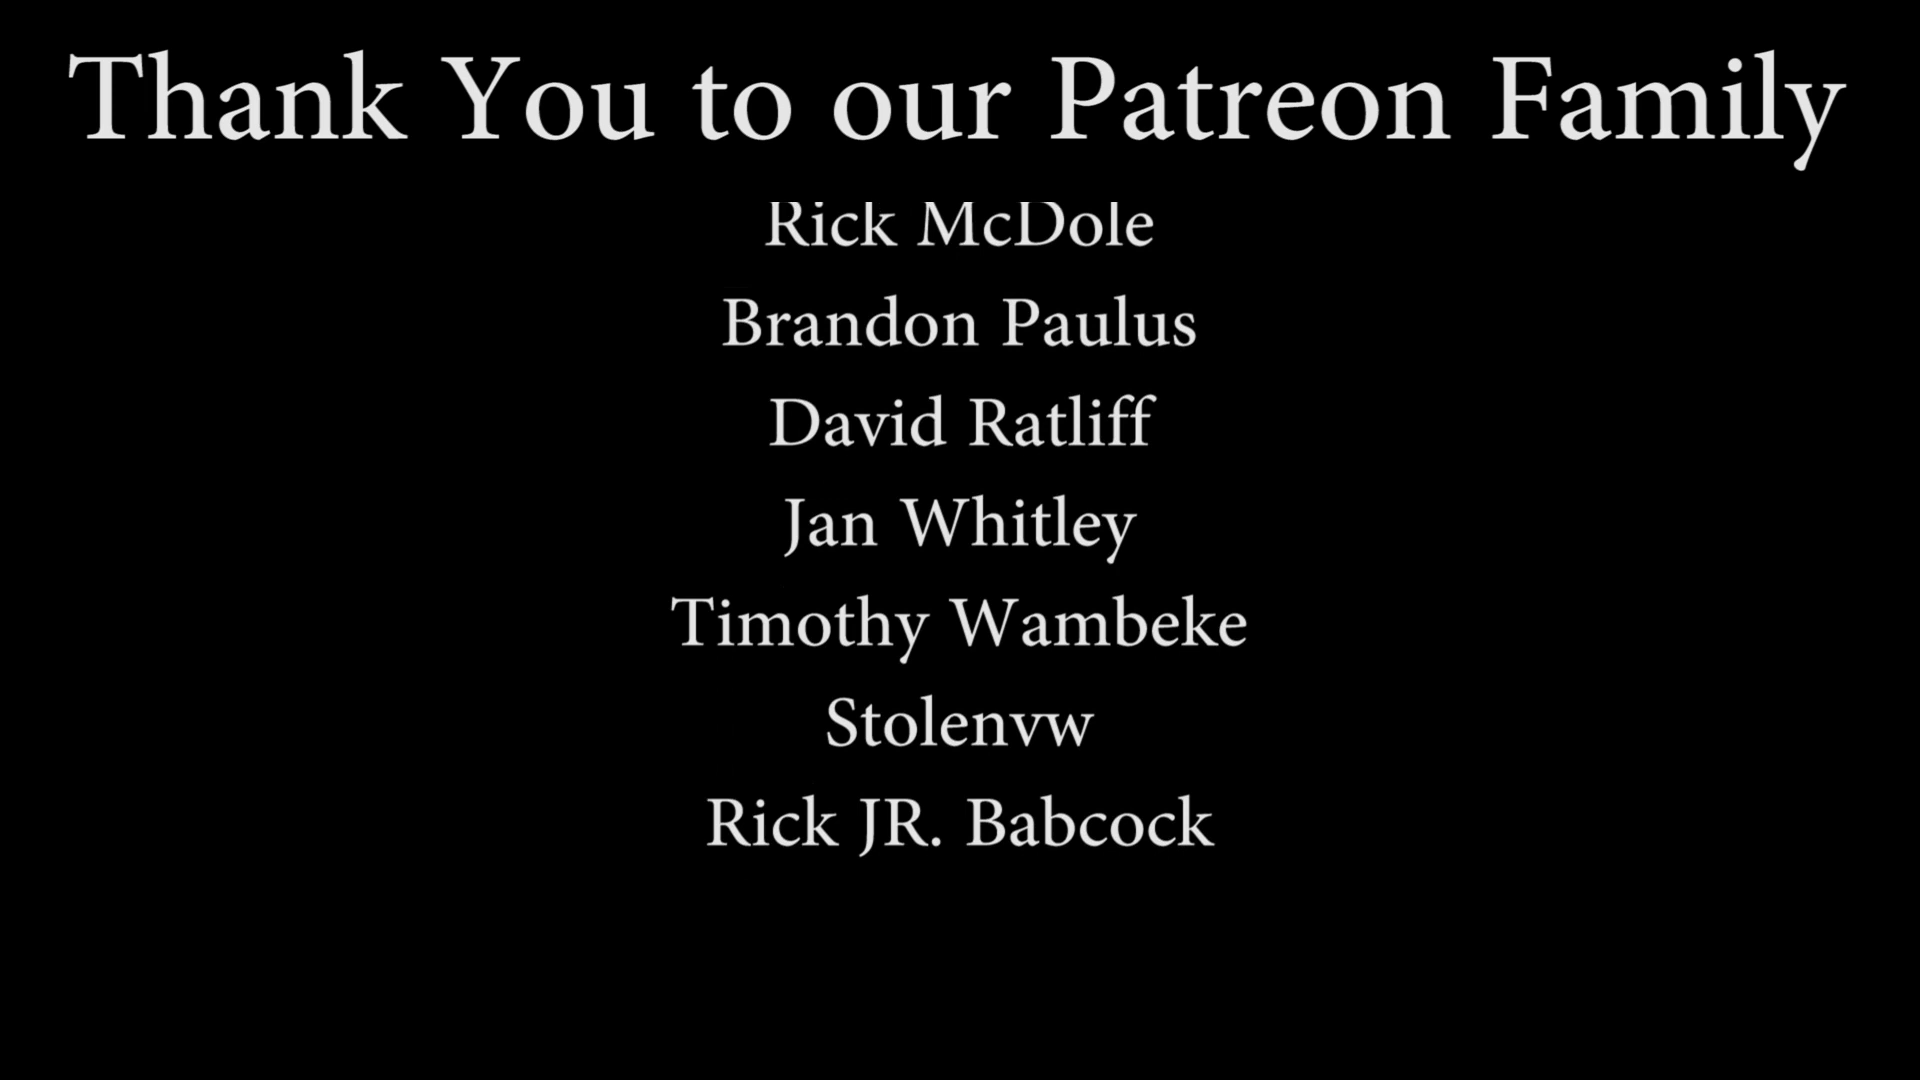 Thank You to our Patreon Family
Rick McDole
Brandon Paulus
David Ratliff
Jan Whitley
Timothy Wambeke
Stolenvw
Rick JR. Babcock